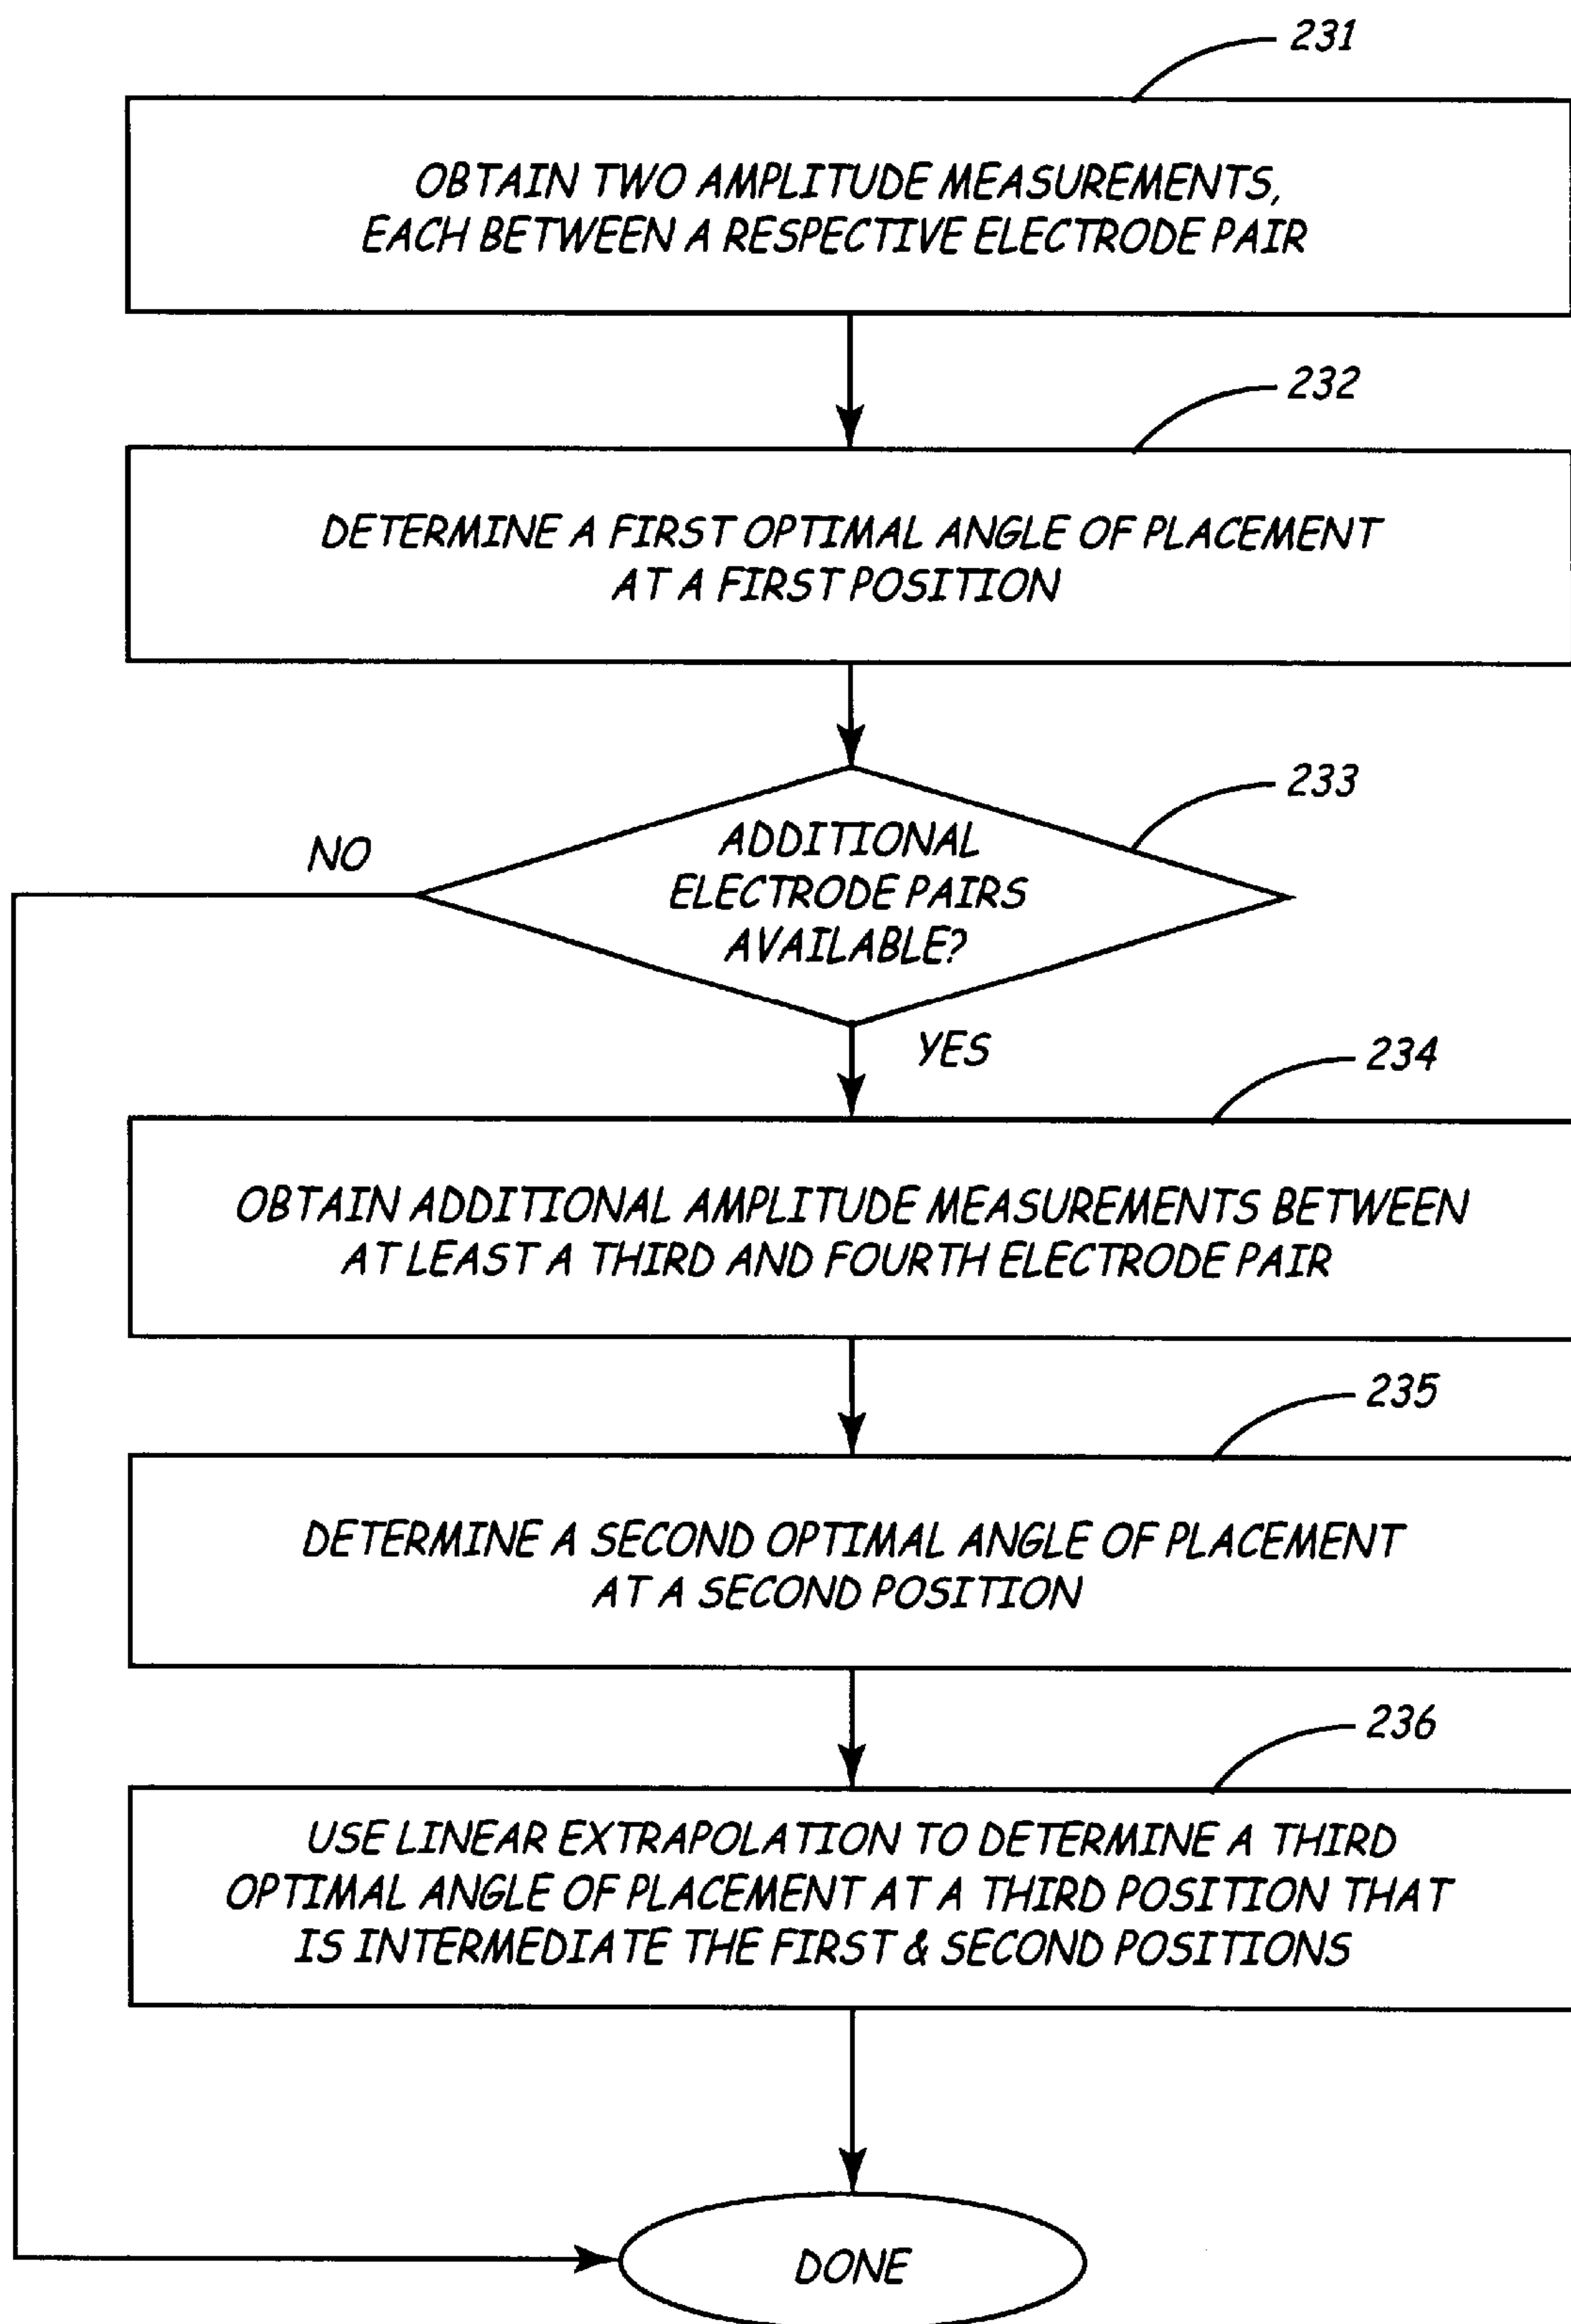 231
OBTAIN TWO AMPLITUDE MEASUREMENTS,
EACH BETWEEN A RESPECTIVE ELECTRODE PAIR
232
DETERMINE A FIRST OPTIMAL ANGLE OF PLACEMENT
AT A FIRST POSITION
233
NO
ADDITIONAL
ELECTRODE PAIRS
AVAILABLE?
YES
234
OBTAIN ADDITIONAL AMPLITUDE MEASUREMENTS BETWEEN
AT LEAST A THIRD AND FOURTH ELECTRODE PAIR
235
DETERMINE A SECOND OPTIMAL ANGLE OF PLACEMENT
AT A SECOND POSITION
236
USE LINEAR EXTRAPOLATION TO DETERMINE A THIRD
OPTIMAL ANGLE OF PLACEMENT AT A THIRD POSITION THAT
IS INTERMEDIATE THE FIRST & SECOND POSITIONS
DONE